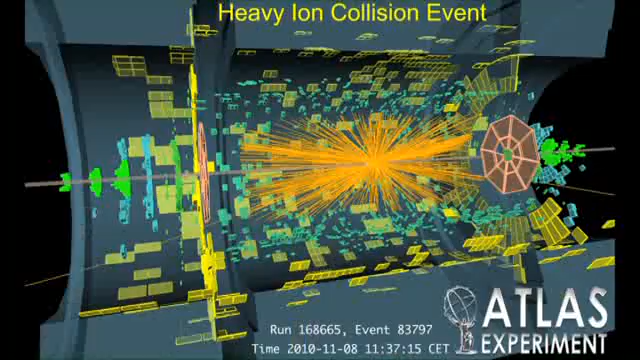 Heavy Ion Collision Event
Run 168665, Event 83797
Time 2010-11-08 11:37:15 CET
ATLAS
EXPERIMENT